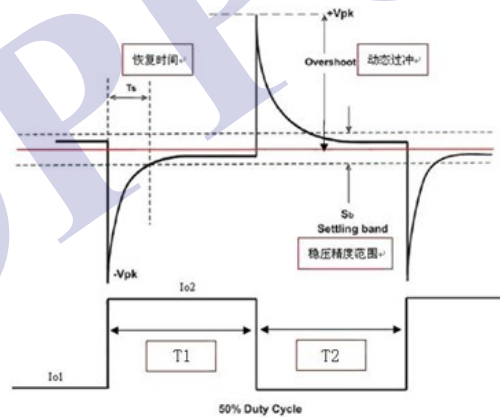 +Vpk
恢复时间
Overshoot
动态过冲
Ts
Sb
Settling band
稳压精度范围
-Vpk
Io2
T1
T2
Io1
50% Duty Cycle